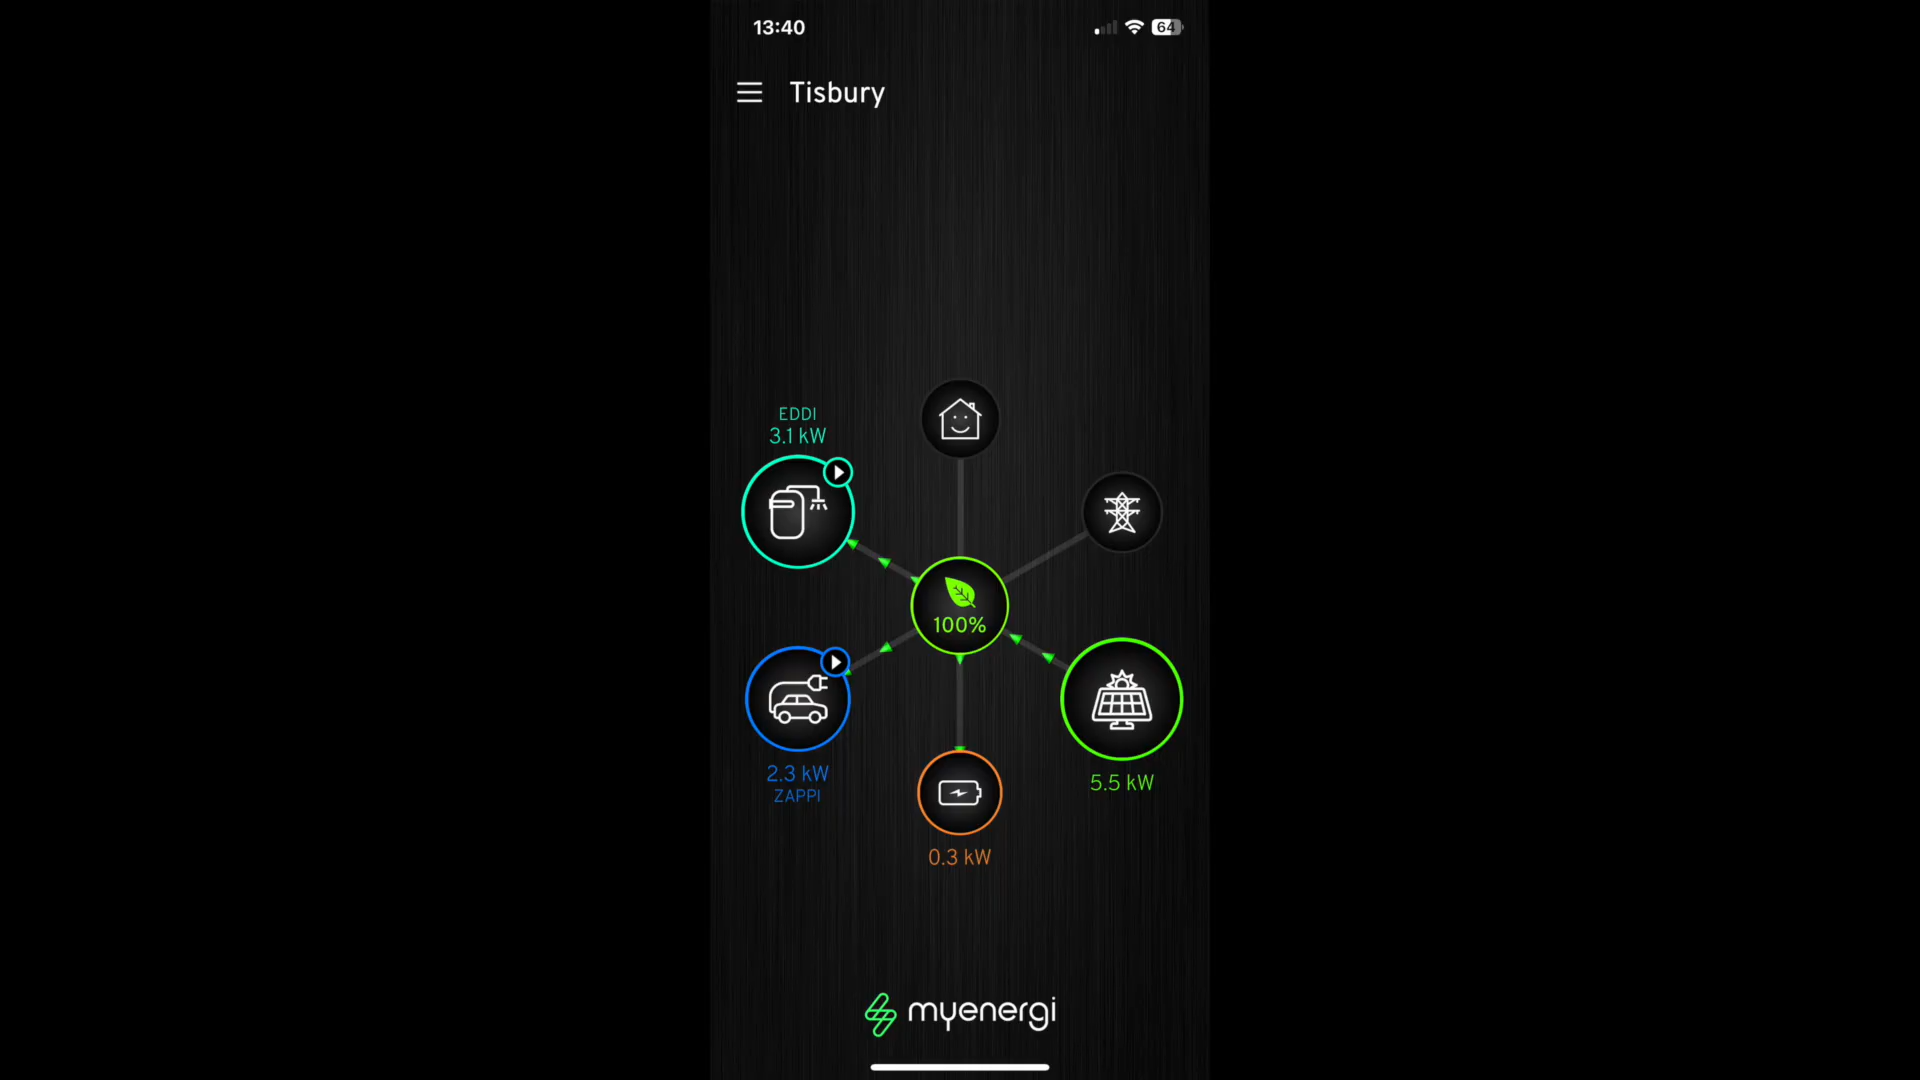 13:40
64
Tisbury
EDDI
3.1 kW
100%
2.3 kW
ZAPPI
5.5 kW
0.3 kW
myenergi